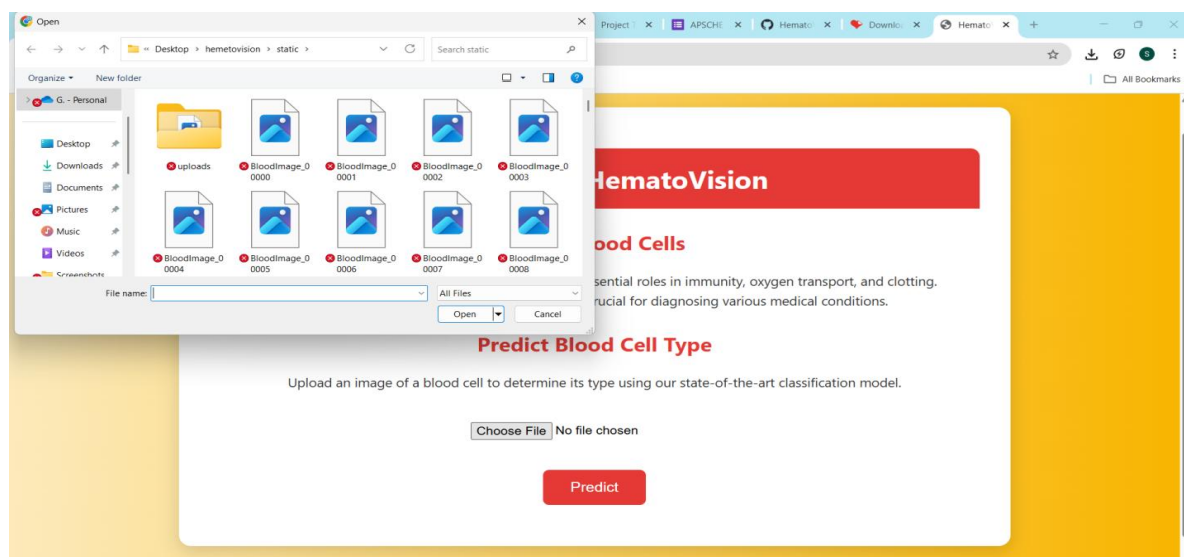 Open
Project T
APSCHE
Hemato
Downlo
Hemato
Desktop > hemetovision > static >
Search static
Organize
New folder
S
All Bookmarks
G. - Personal
Desktop
Downloads
Documents
Pictures
Music
Videos
Screenshots
uploads
BloodImage_0
0000
BloodImage_0
0001
BloodImage_0
0002
BloodImage_0
0003
BloodImage_0
0004
BloodImage_0
0005
BloodImage_0
0006
BloodImage_0
0007
BloodImage_0
0008
File name:
All Files
Open
Cancel
HematoVision
ood Cells
sential roles in immunity, oxygen transport, and clotting.
rucial for diagnosing various medical conditions.
Predict Blood Cell Type
Upload an image of a blood cell to determine its type using our state-of-the-art classification model.
Choose File No file chosen
Predict